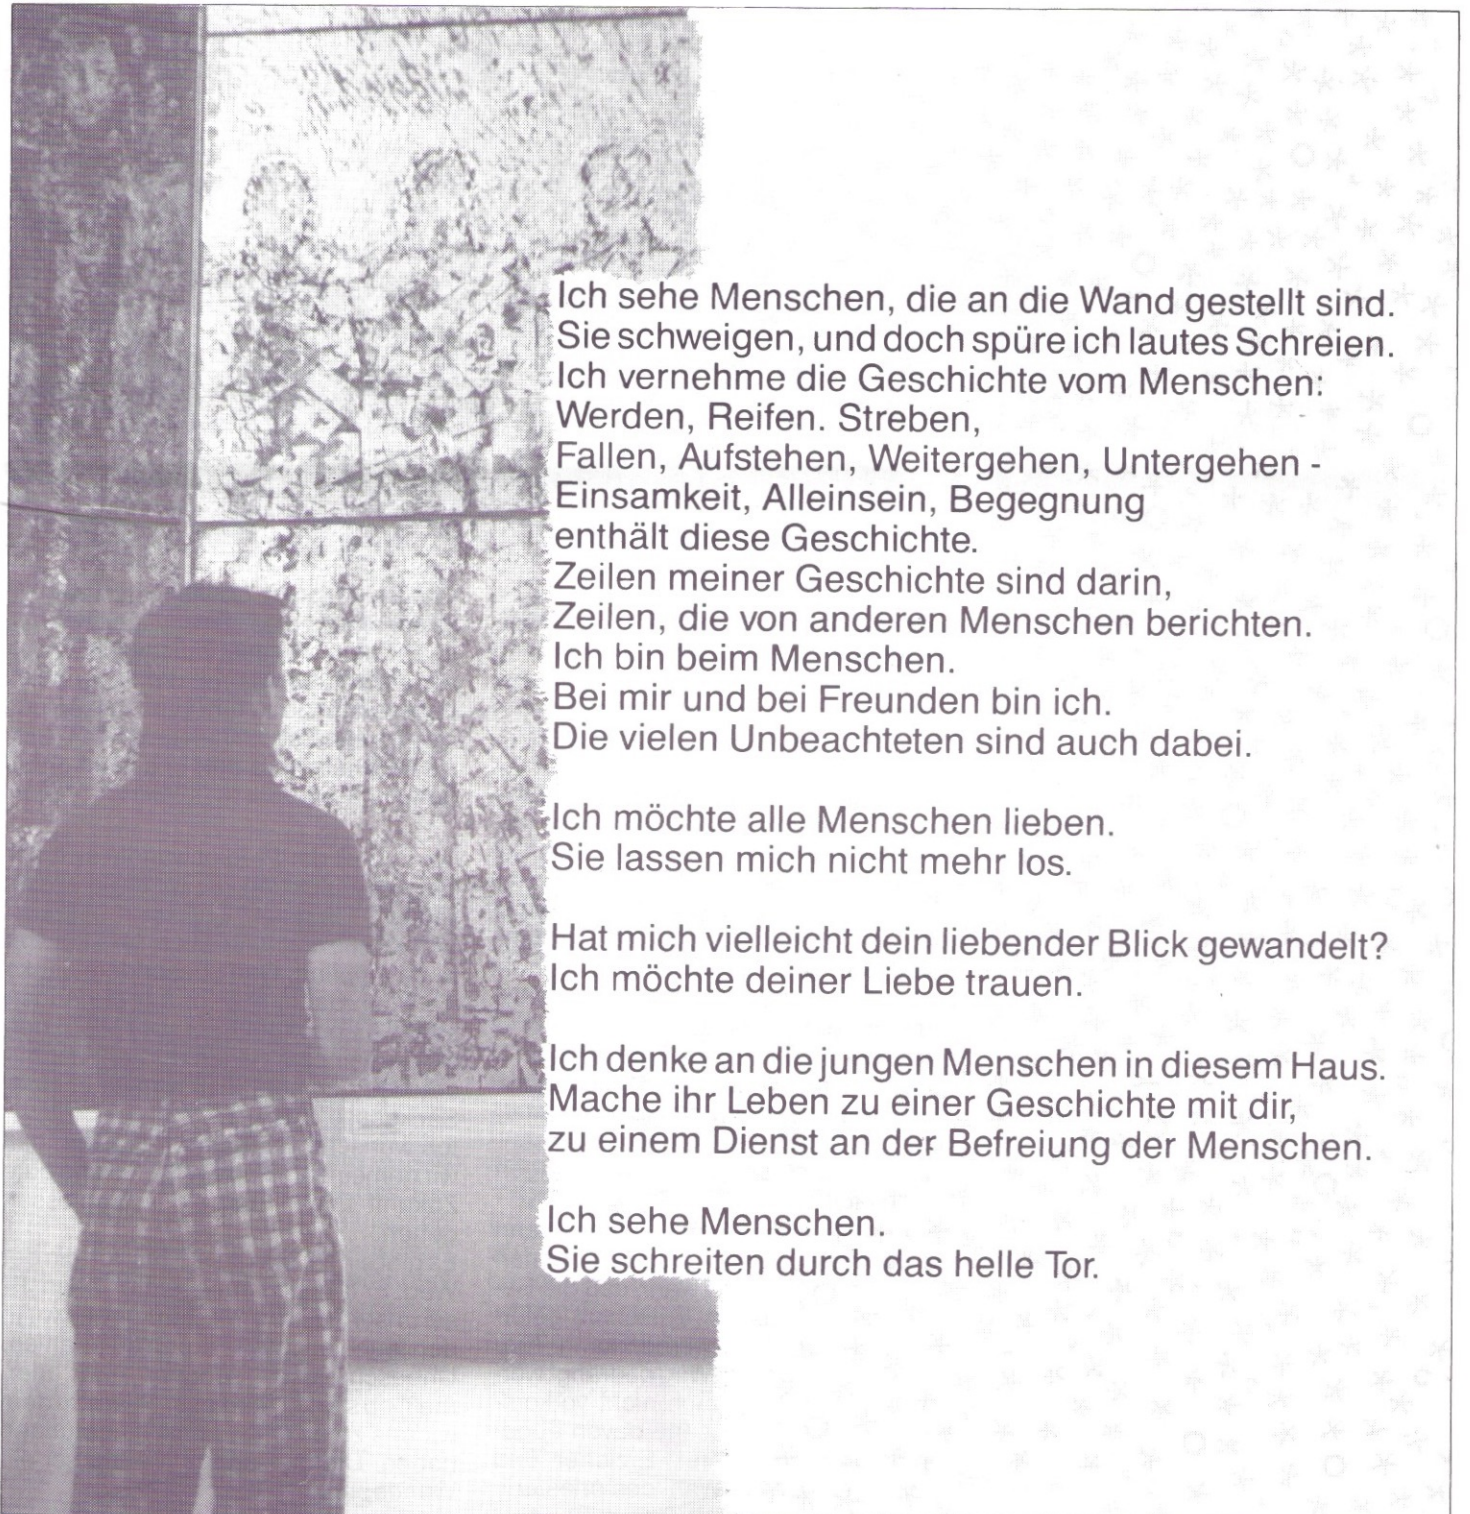 Ich sehe Menschen, die an die Wand gestellt sind.
Sie schweigen, und doch spüre ich lautes Schreien.
Ich vernehme die Geschichte vom Menschen:
Werden, Reifen. Streben,
Fallen, Aufstehen, Weitergehen, Untergehen -
Einsamkeit, Alleinsein, Begegnung
enthält diese Geschichte.
Zeilen meiner Geschichte sind darin,
Zeilen, die von anderen Menschen berichten.
Ich bin beim Menschen.
Bei mir und bei Freunden bin ich.
Die vielen Unbeachteten sind auch dabei.

Ich möchte alle Menschen lieben.
Sie lassen mich nicht mehr los.

Hat mich vielleicht dein liebender Blick gewandelt?
Ich möchte deiner Liebe trauen.

Ich denke an die jungen Menschen in diesem Haus.
Mache ihr Leben zu einer Geschichte mit dir,
zu einem Dienst an der Befreiung der Menschen.

Ich sehe Menschen.
Sie schreiten durch das helle Tor.